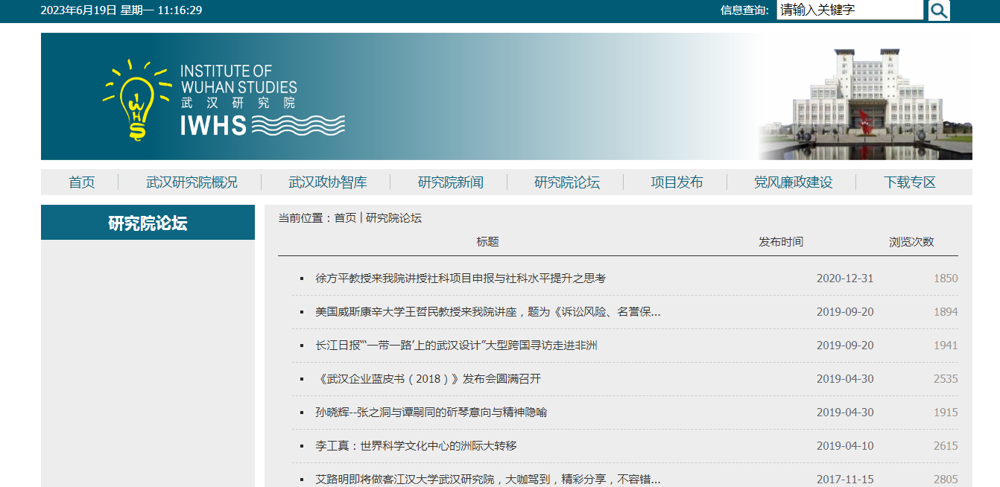 2023年6月19日 星期一 11:16:29
信息查询:
请输入关键字
INSTITUTE OF
WUHAN STUDIES
武汉研究院
IWHS
WHS
首页 武汉研究院概况 武汉政协智库 研究院新闻 研究院论坛 项目发布 党风廉政建设 下载专区
研究院论坛
当前位置：首页 | 研究院论坛
标题 发布时间 浏览次数
徐方平教授来我院讲授社科项目申报与社科水平提升之思考 2020-12-31 1850
美国威斯康辛大学王哲民教授来我院讲座，题为《诉讼风险、名誉保... 2019-09-20 1894
长江日报“‘一带一路’上的武汉设计”大型跨国寻访走进非洲 2019-09-20 1941
《武汉企业蓝皮书（2018）》发布会圆满召开 2019-04-30 2535
孙晓辉--张之洞与谭嗣同的斫琴意向与精神隐喻 2019-04-30 1915
李工真：世界科学文化中心的洲际大转移 2019-04-10 2615
艾路明即将做客江汉大学武汉研究院，大咖驾到，精彩分享，不容错... 2017-11-15 2805